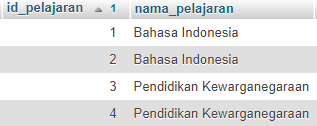 id_pelajaran 1 nama_pelajaran
1 Bahasa Indonesia
2 Bahasa Indonesia
3 Pendidikan Kewarganegaraan
4 Pendidikan Kewarganegaraan